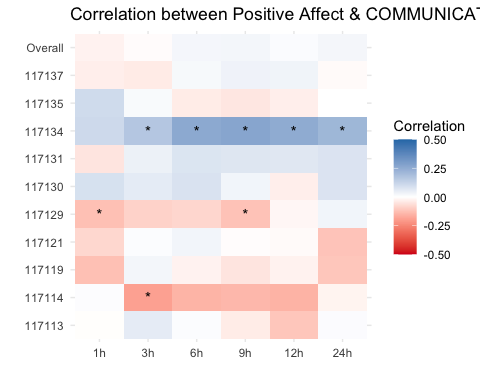 Correlation between Positive Affect & COMMUNICAT
Overall
117137
117135
117134 * * * * *
117131
117130
117129 * *
117121
117119
117114 *
117113
1h 3h 6h 9h 12h 24h
Correlation
0.50
0.25
0.00
-0.25
-0.50